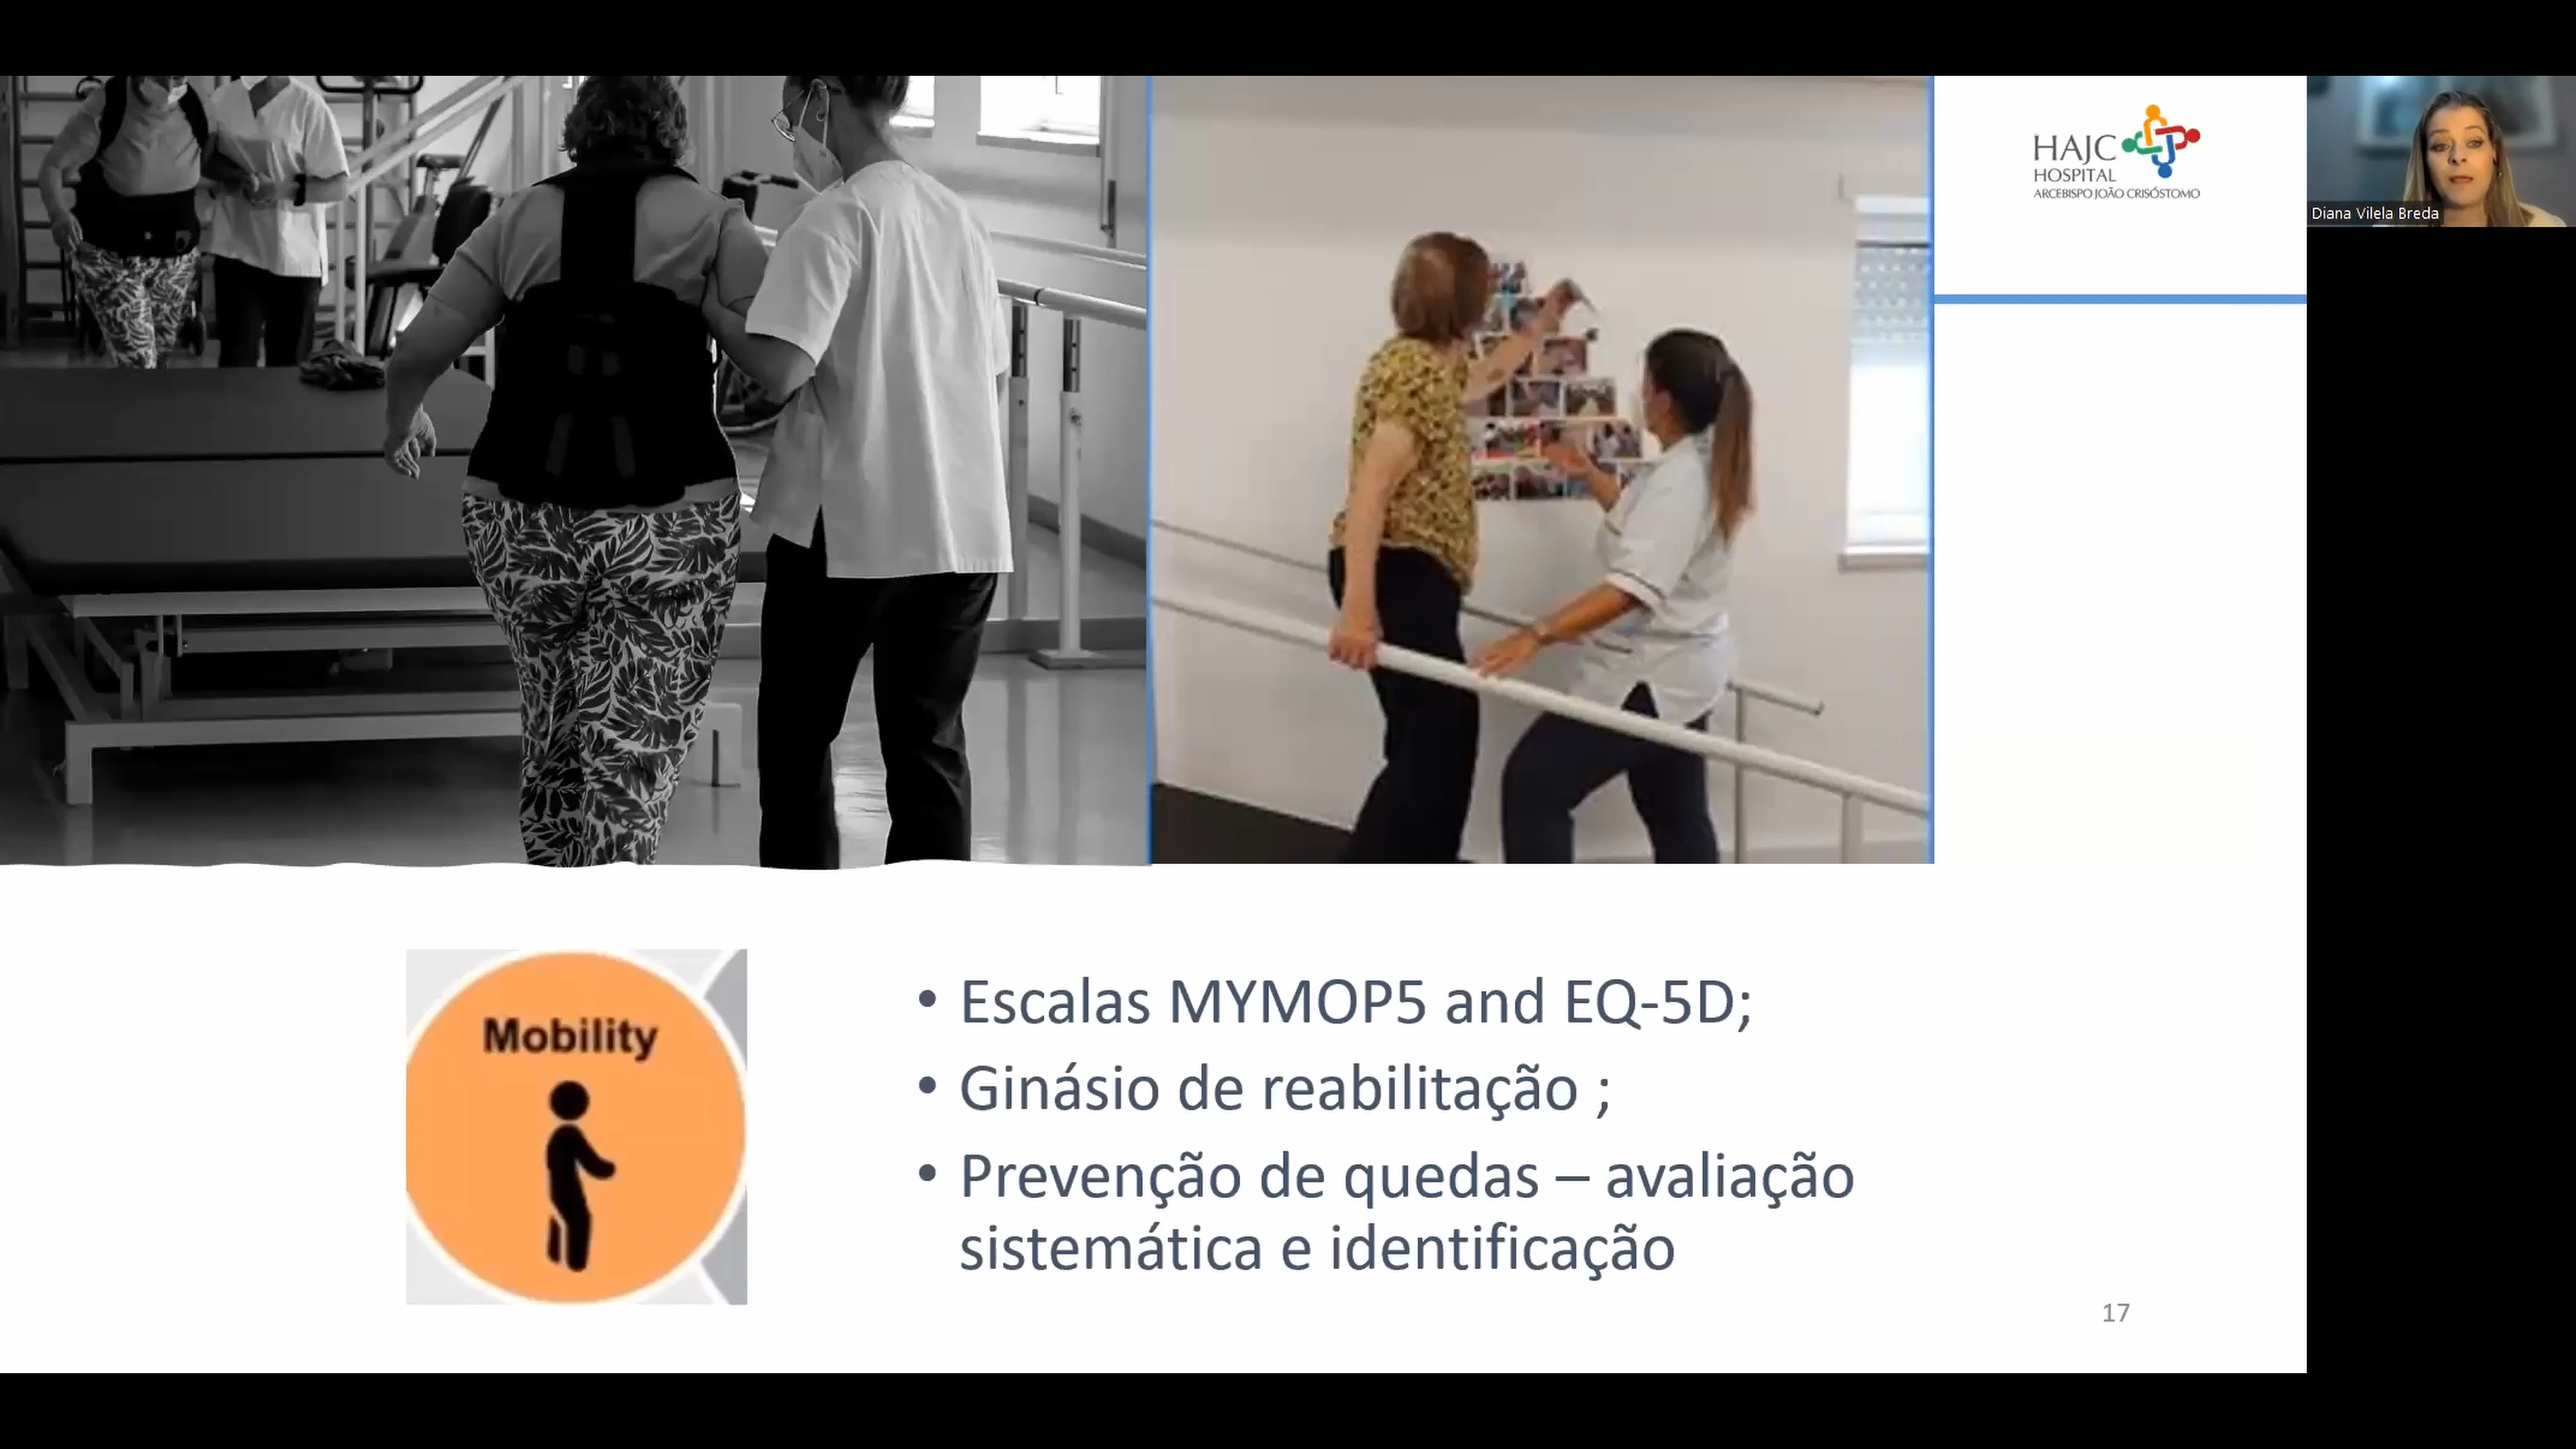 HAJC
HOSPITAL
ARCEBISPO JOÃO CRISÓSTOMO
Diana Vilela Breda
Mobility
• Escalas MYMOP5 and EQ-5D;
• Ginásio de reabilitação ;
• Prevenção de quedas – avaliação
sistemática e identificação
17